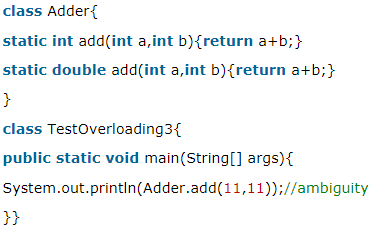 class Adder{
static int add(int a,int b){return a+b;}
static double add(int a,int b){return a+b;}
}
class TestOverloading3{
public static void main(String[] args){
System.out.println(Adder.add(11,11));//ambiguity
}}